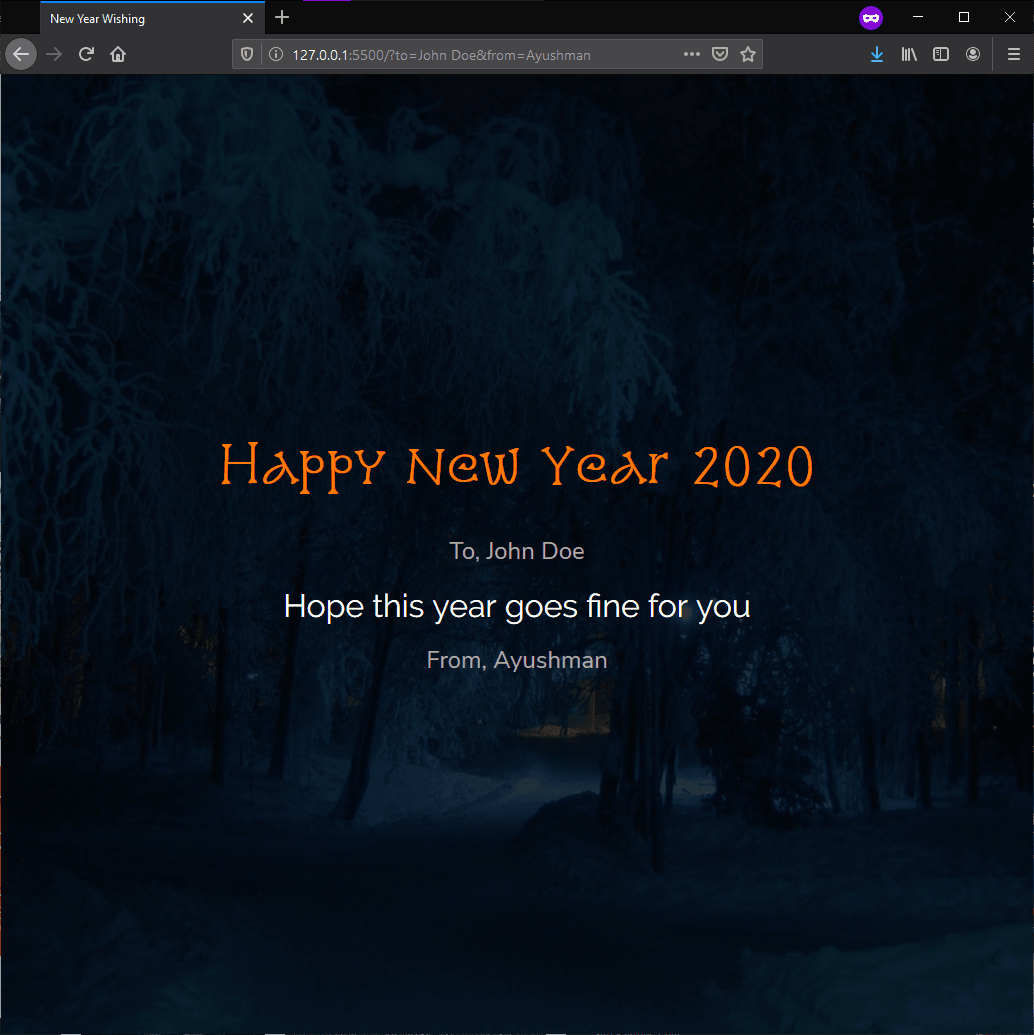 New Year Wishing
127.0.0.1:5500/?to=John Doe&from=Ayushman
Happy New Year 2020
To, John Doe
Hope this year goes fine for you
From, Ayushman